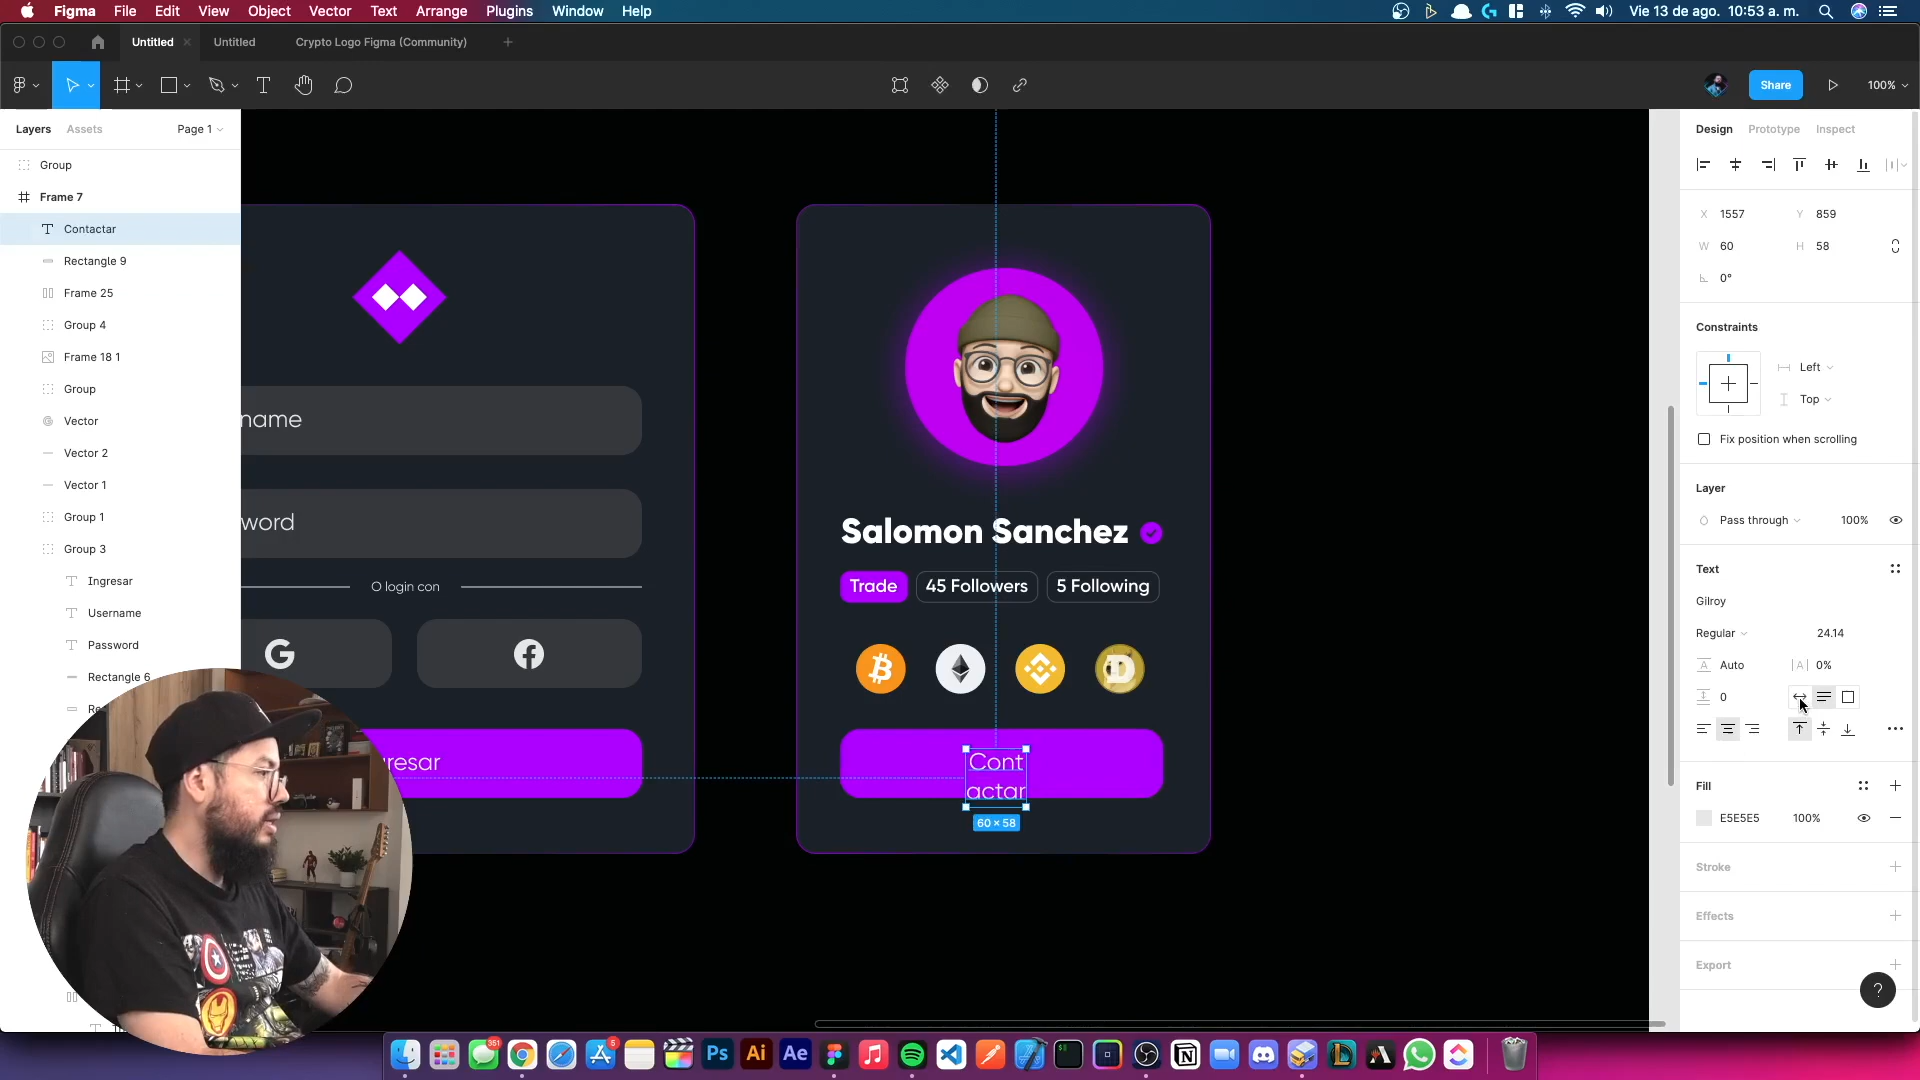 Figma File Edit View Object Vector Text Arrange Plugins Window Help
Vie 13 de ago. 10:53 a. m.
Untitled
Untitled
Crypto Logo Figma (Community)
Share
100%
Layers
Assets
Page 1
Design
Prototype
Inspect
Group
Frame 7
Contactar
Rectangle 9
Frame 25
Group 4
Frame 18 1
Group
Vector
Vector 2
Vector 1
Group 1
Group 3
Ingresar
Username
Password
Rectangle 6
name
word
O login con
resar
Salomon Sanchez
Trade
45 Followers
5 Following
Cont
actar
60 × 58
X 1557
Y 859
W 60
H 58
0°
Constraints
Left
Top
Fix position when scrolling
Layer
Pass through
100%
Text
Gilroy
Regular
24.14
Auto
0%
0
Fill
E5E5E5
100%
Stroke
Effects
Export
?
351
5
Ps
Ai
Ae